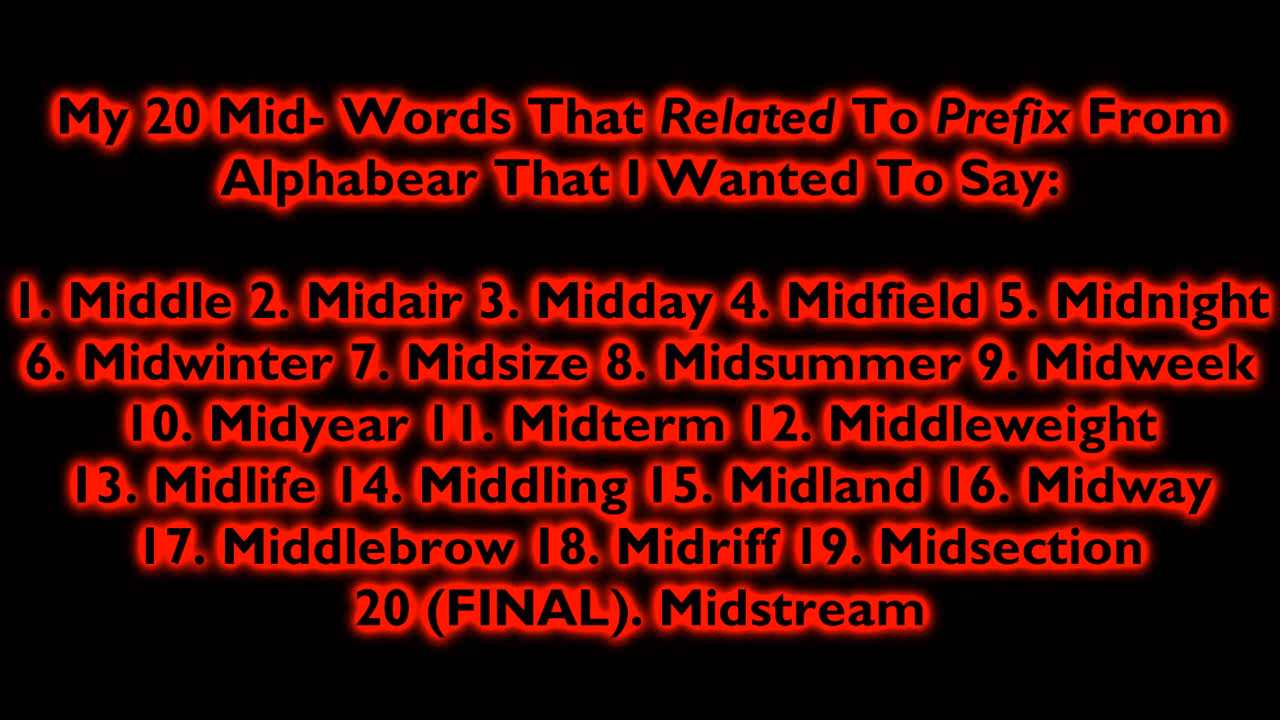 My 20 Mid- Words That Related To Prefix From
Alphabear That I Wanted To Say:
1. Middle 2. Midair 3. Midday 4. Midfield 5. Midnight
6. Midwinter 7. Midsize 8. Midsummer 9. Midweek
10. Midyear 11. Midterm 12. Middleweight
13. Midlife 14. Middling 15. Midland 16. Midway
17. Middlebrow 18. Midriff 19. Midsection
20 (FINAL). Midstream